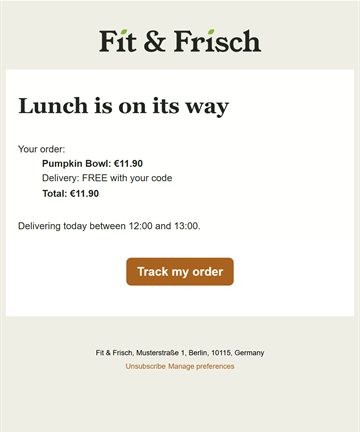 Fit & Frisch
Lunch is on its way
Your order:
Pumpkin Bowl: €11.90
Delivery: FREE with your code
Total: €11.90
Delivering today between 12:00 and 13:00.
Track my order
Fit & Frisch, Musterstraße 1, Berlin, 10115, Germany
Unsubscribe Manage preferences